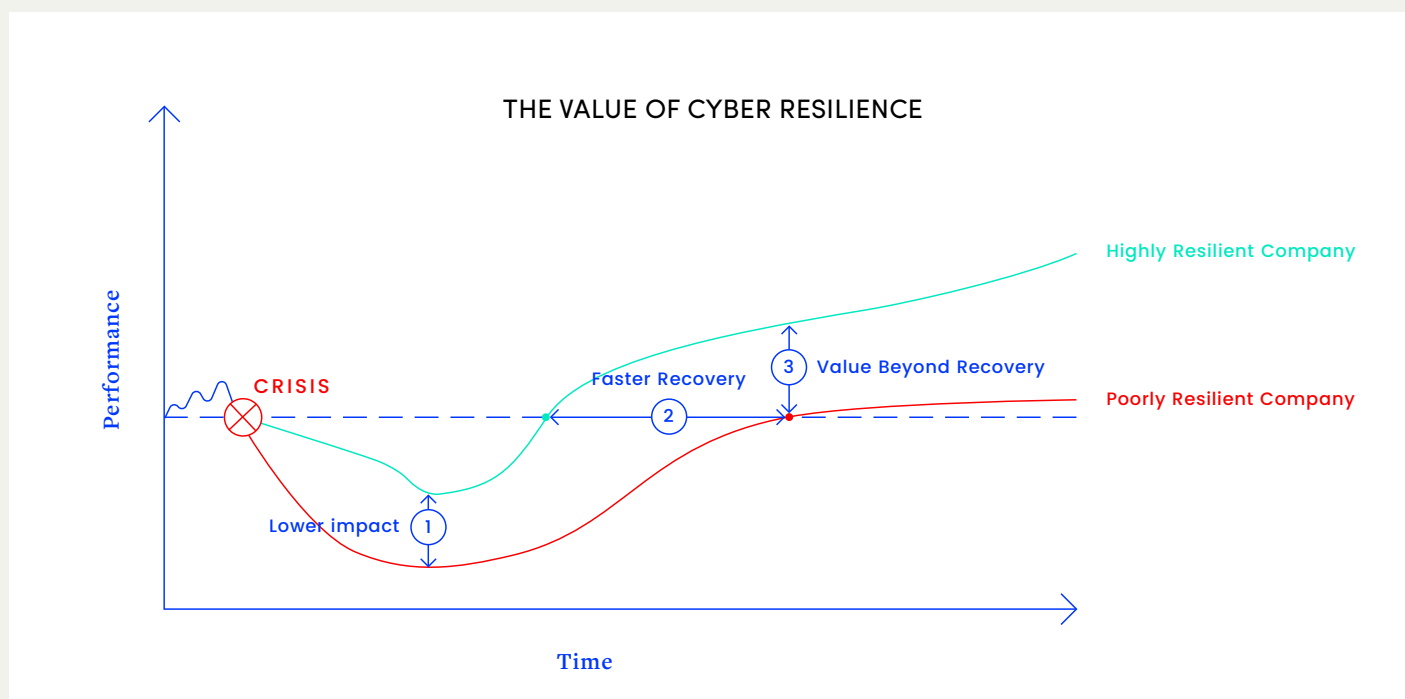 THE VALUE OF CYBER RESILIENCE
Highly Resilient Company
Performance
Value Beyond Recovery
3
Faster Recovery
CRISIS
Poorly Resilient Company
2
Lower impact
1
Time